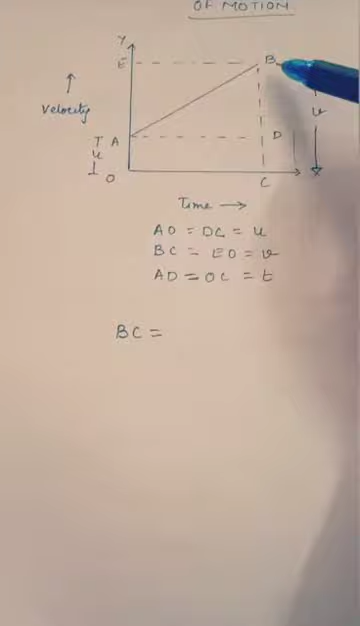 OF MOTION
Y
E
B
Velocity
v
T
u
A
D
O
C
X
Time →
AO = DC = u
BC = EO = v
AD = OC = t
BC =